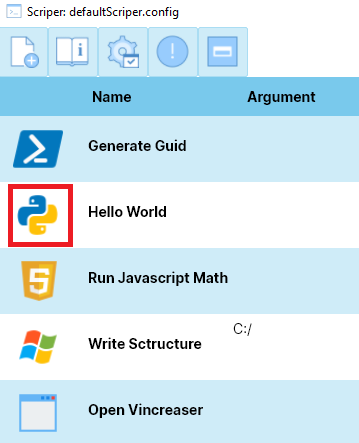 Scriper: defaultScriper.config
Name Argument
Generate Guid
Hello World
Run Javascript Math
C:/
Write Sctructure
Open Vincreaser